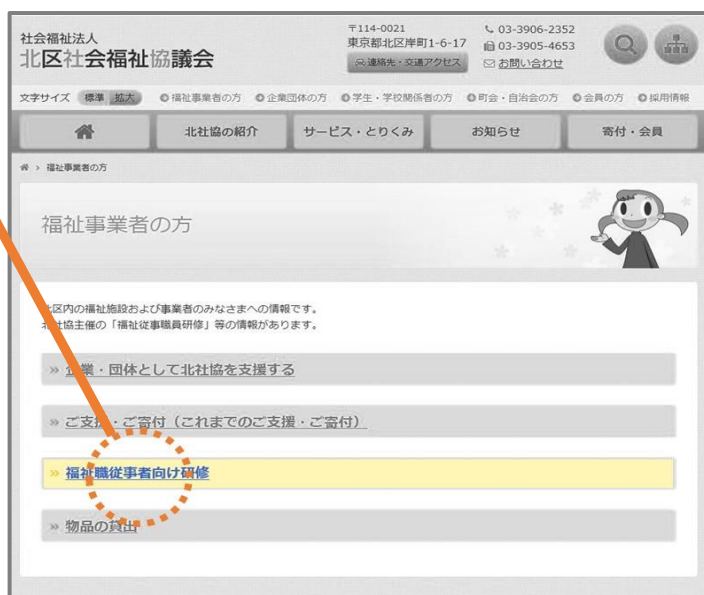 社会福祉法人
北区社会福祉協議会
〒114-0021
東京都北区岸町1-6-17
連絡先・交通アクセス
03-3906-2352
03-3905-4653
お問い合わせ
文字サイズ 標準 拡大 福祉事業者の方 企業団体の方 学生・学校関係者の方 町会・自治会の方 会員の方 採用情報
北社協の紹介 サービス・とりくみ お知らせ 寄付・会員
› 福祉事業者の方
福祉事業者の方
北区内の福祉施設および事業者のみなさまへの情報です。
北社協主催の「福祉従事職員研修」等の情報があります。
» 企業・団体として北社協を支援する
» ご支援・ご寄付（これまでのご支援・ご寄付）
» 福祉職従事者向け研修
» 物品の貸出